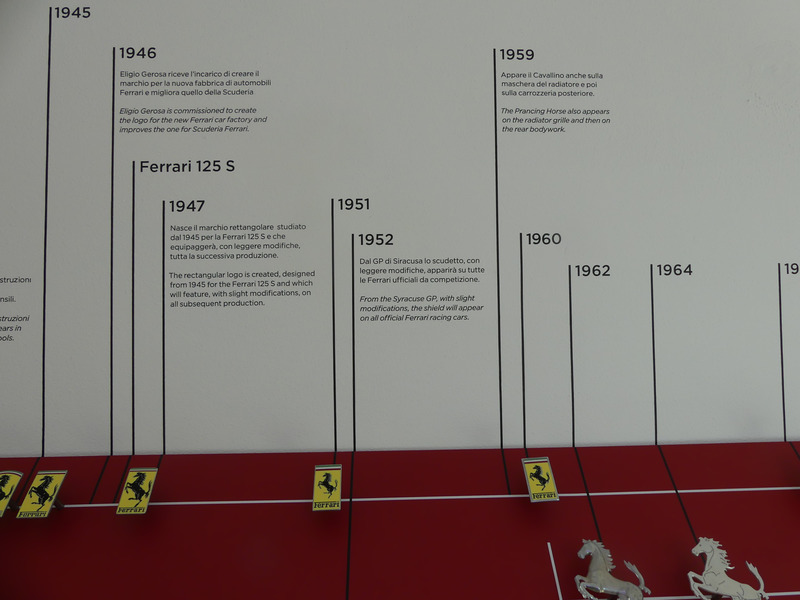 1945
1946
Eligio Gerosa riceve l'incarico di creare il
marchio per la nuova fabbrica di automobili
Ferrari e migliora quello della Scuderia
Eligio Gerosa is commissioned to create
the logo for the new Ferrari car factory and
improves the one for Scuderia Ferrari.
Ferrari 125 S
1947
Nasce il marchio rettangolare studiato
dal 1945 per la Ferrari 125 S e che
equipaggerà, con leggere modifiche,
tutta la successiva produzione.
The rectangular logo is created, designed
from 1945 for the Ferrari 125 S and which
will feature, with slight modifications, on
all subsequent production.
1951
1952
Dal GP di Siracusa lo scudetto, con
leggere modifiche, apparirà su tutte
le Ferrari ufficiali da competizione.
From the Syracuse GP, with slight
modifications, the shield will appear
on all official Ferrari racing cars.
1959
Appare il Cavallino anche sulla
maschera del radiatore e poi
sulla carrozzeria posteriore.
The Prancing Horse also appears
on the radiator grille and then on
the rear bodywork.
1960
1962
1964
19
struzioni
nsili.
struzioni
ears in
ools.
Ferrari
Ferrari
Ferrari
Ferrari